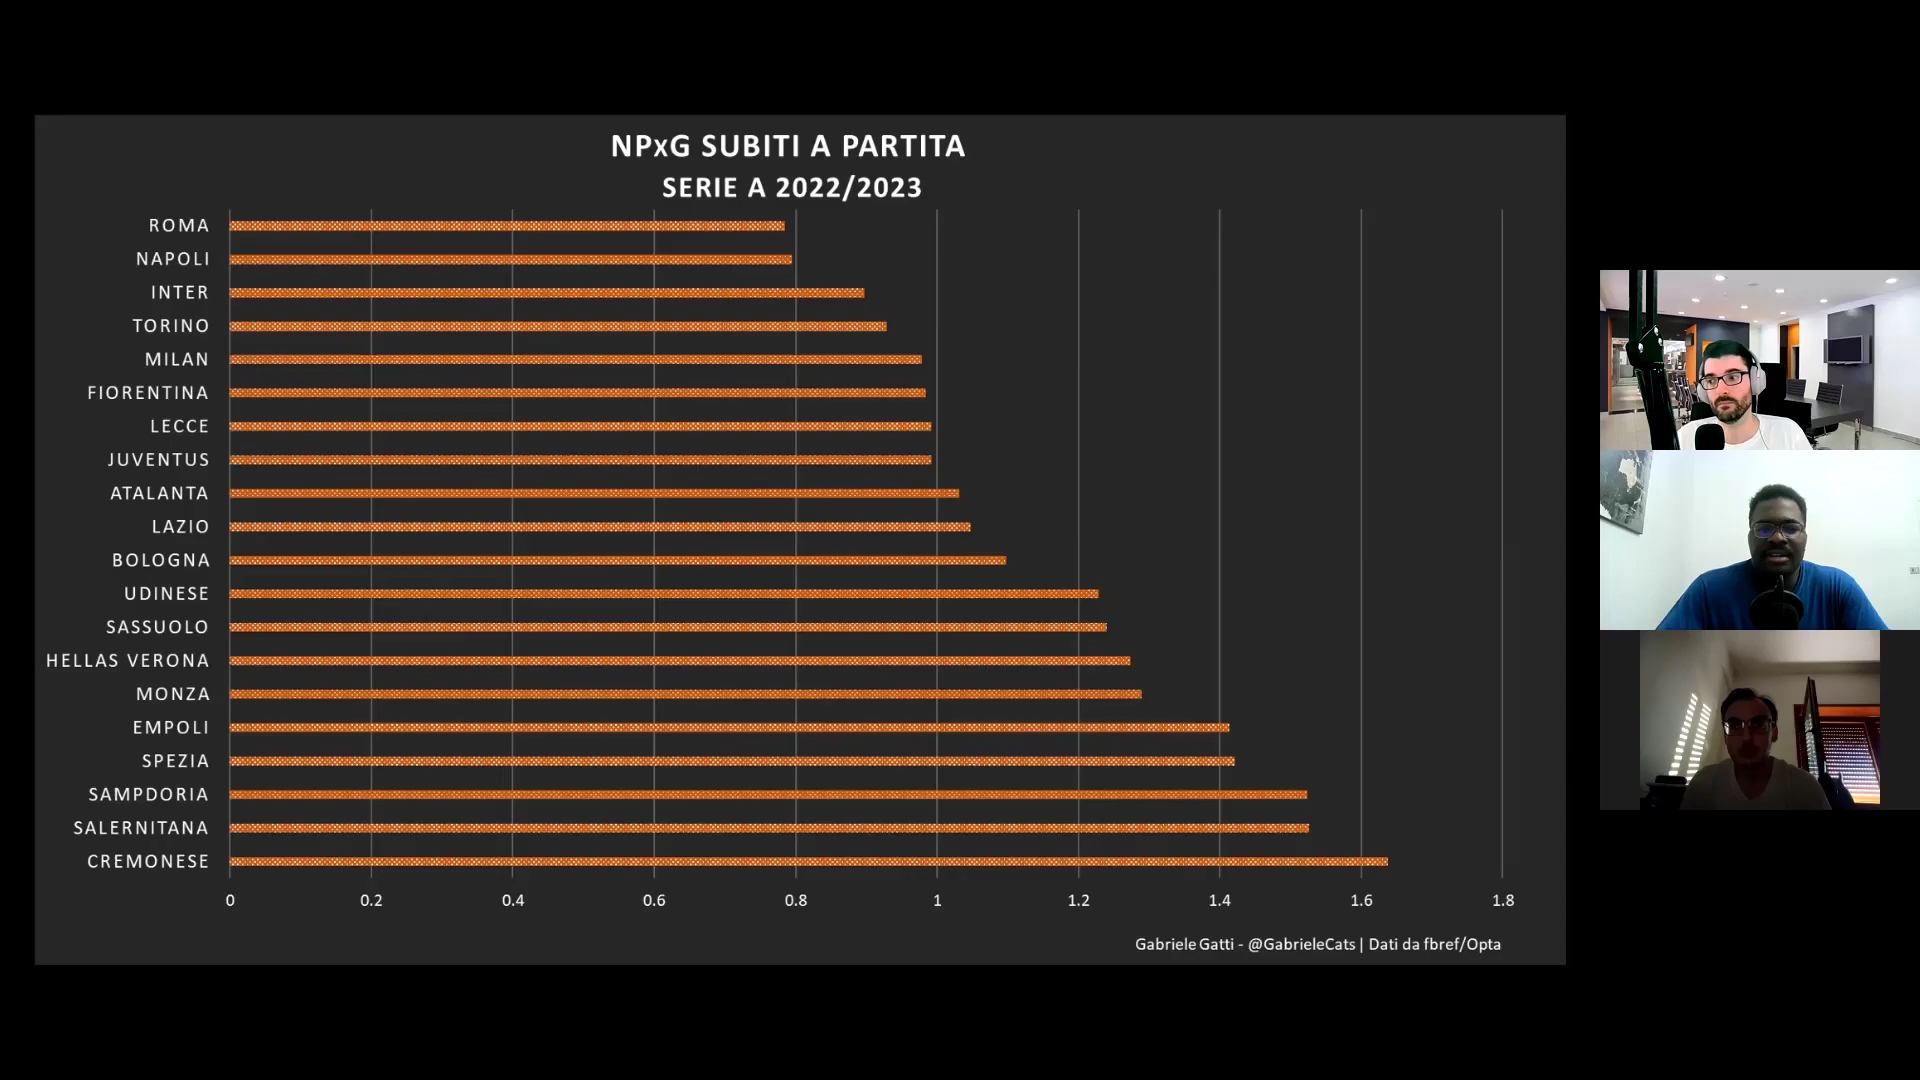 NPxG SUBITI A PARTITA
SERIE A 2022/2023
ROMA
NAPOLI
INTER
TORINO
MILAN
FIORENTINA
LECCE
JUVENTUS
ATALANTA
LAZIO
BOLOGNA
UDINESE
SASSUOLO
HELLAS VERONA
MONZA
EMPOLI
SPEZIA
SAMPDORIA
SALERNITANA
CREMONESE
0 0.2 0.4 0.6 0.8 1 1.2 1.4 1.6 1.8
Gabriele Gatti - @GabrieleCats | Dati da fbref/Opta